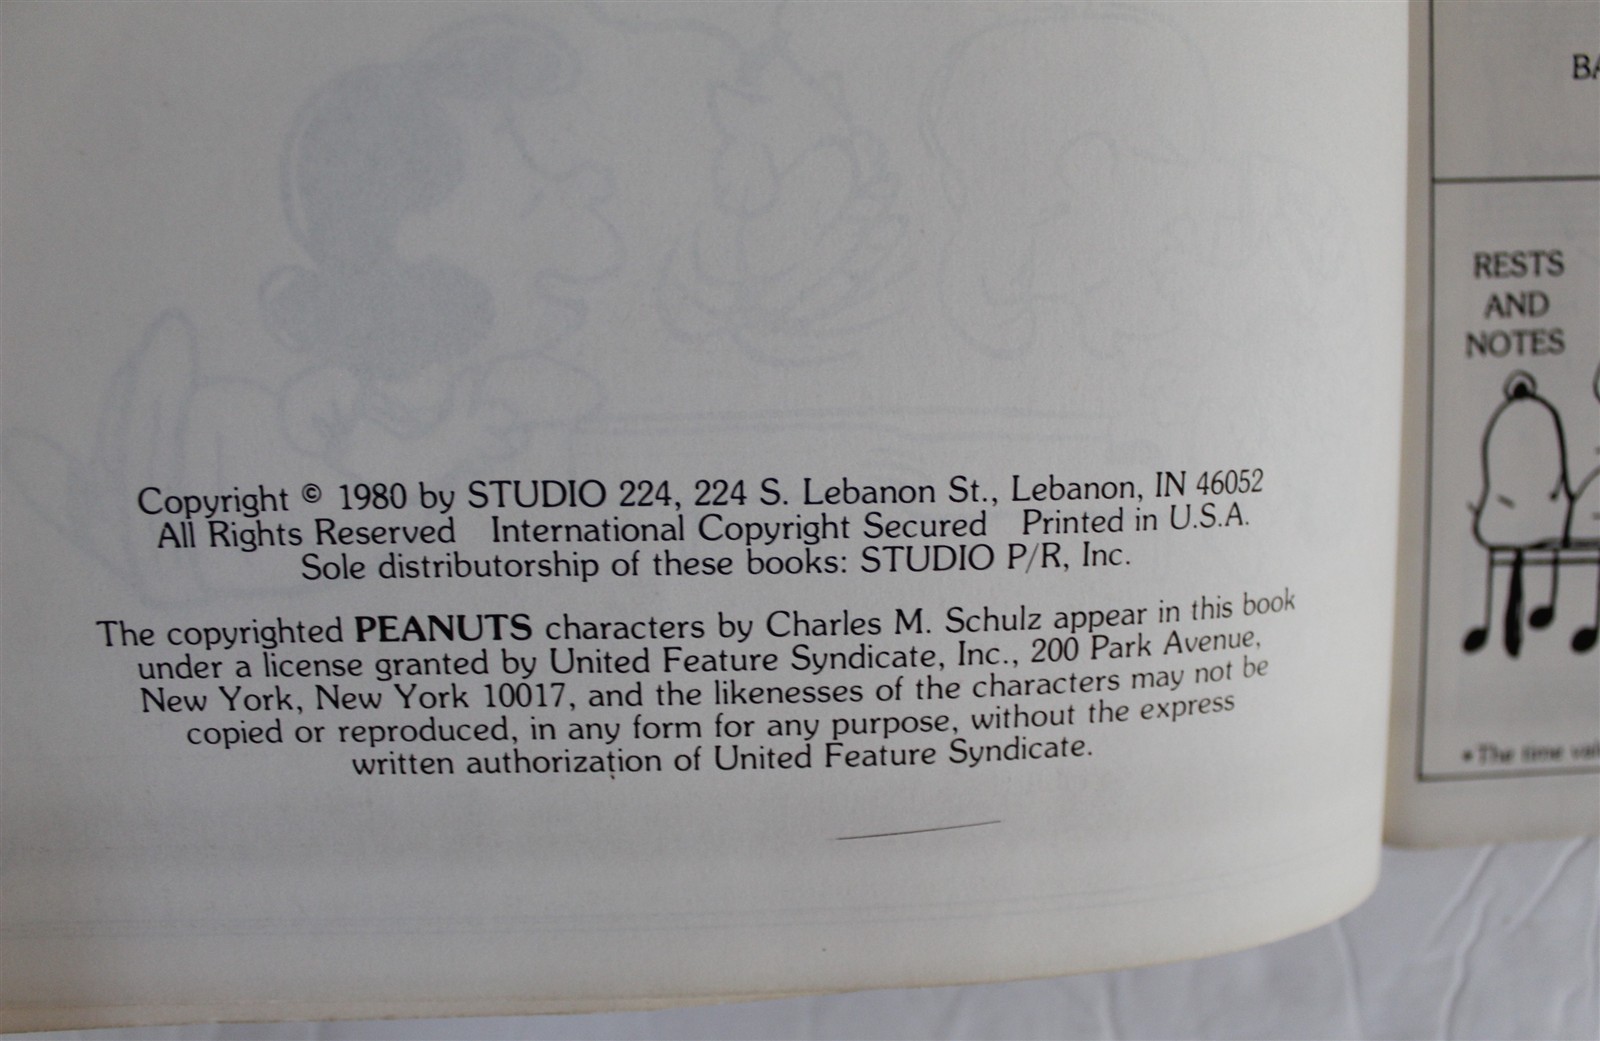 Copyright © 1980 by STUDIO 224, 224 S. Lebanon St., Lebanon, IN 46052
All Rights Reserved International Copyright Secured Printed in U.S.A.
Sole distributorship of these books: STUDIO P/R, Inc.
The copyrighted PEANUTS characters by Charles M. Schulz appear in this book
under a license granted by United Feature Syndicate, Inc., 200 Park Avenue,
New York, New York 10017, and the likenesses of the characters may not be
copied or reproduced, in any form for any purpose, without the express
written authorization of United Feature Syndicate.
RESTS
AND
NOTES
* The time